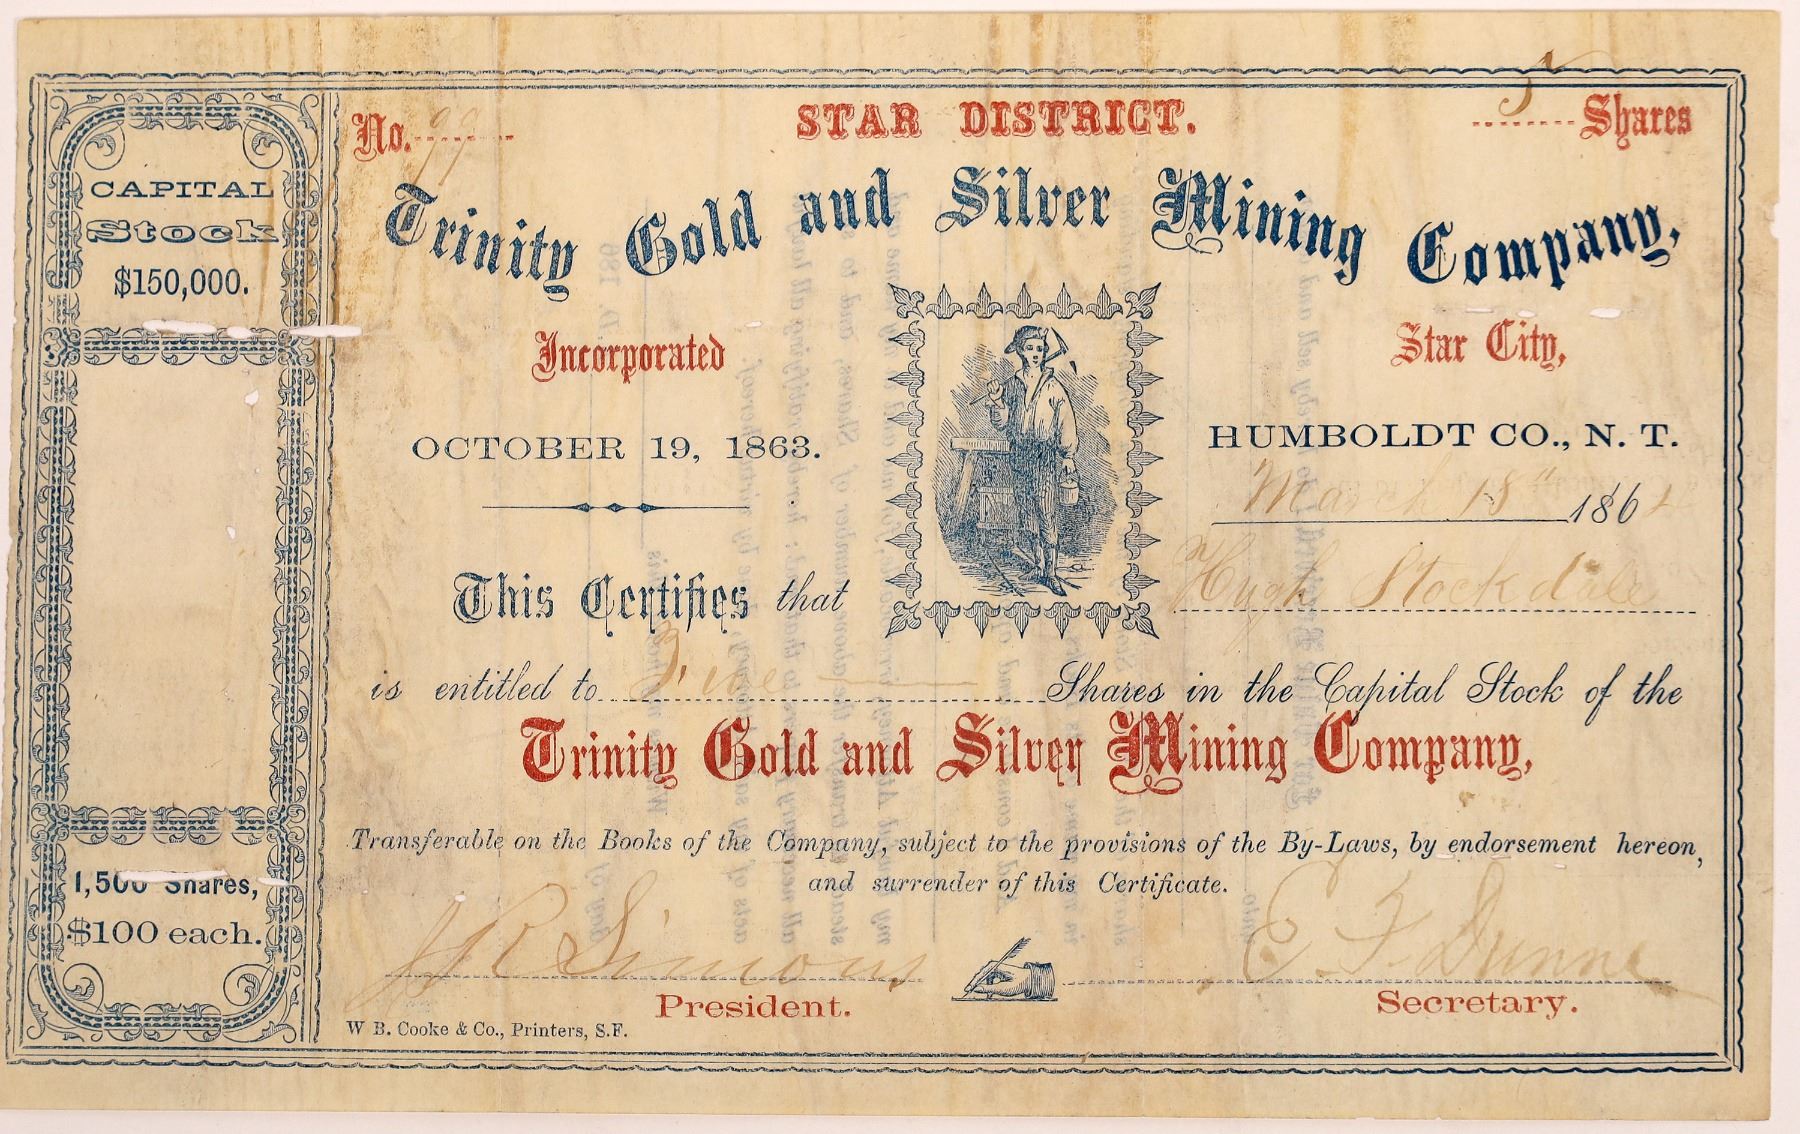 CAPITAL
Stock
$150,000.
1,500 Shares,
$100 each.
No. 99
STAR DISTRICT.
5 Shares
Trinity Gold and Silver Mining Company,
Incorporated
OCTOBER 19, 1863.
Star City,
HUMBOLDT CO., N. T.
March 18th 1864
This Certifies that Hugh Stockdale
is entitled to Five Shares in the Capital Stock of the
Trinity Gold and Silver Mining Company,
Transferable on the Books of the Company, subject to the provisions of the By-Laws, by endorsement hereon,
and surrender of this Certificate.
J R Simons
President.
E. F. Dunne
Secretary.
W B. Cooke & Co., Printers, S.F.